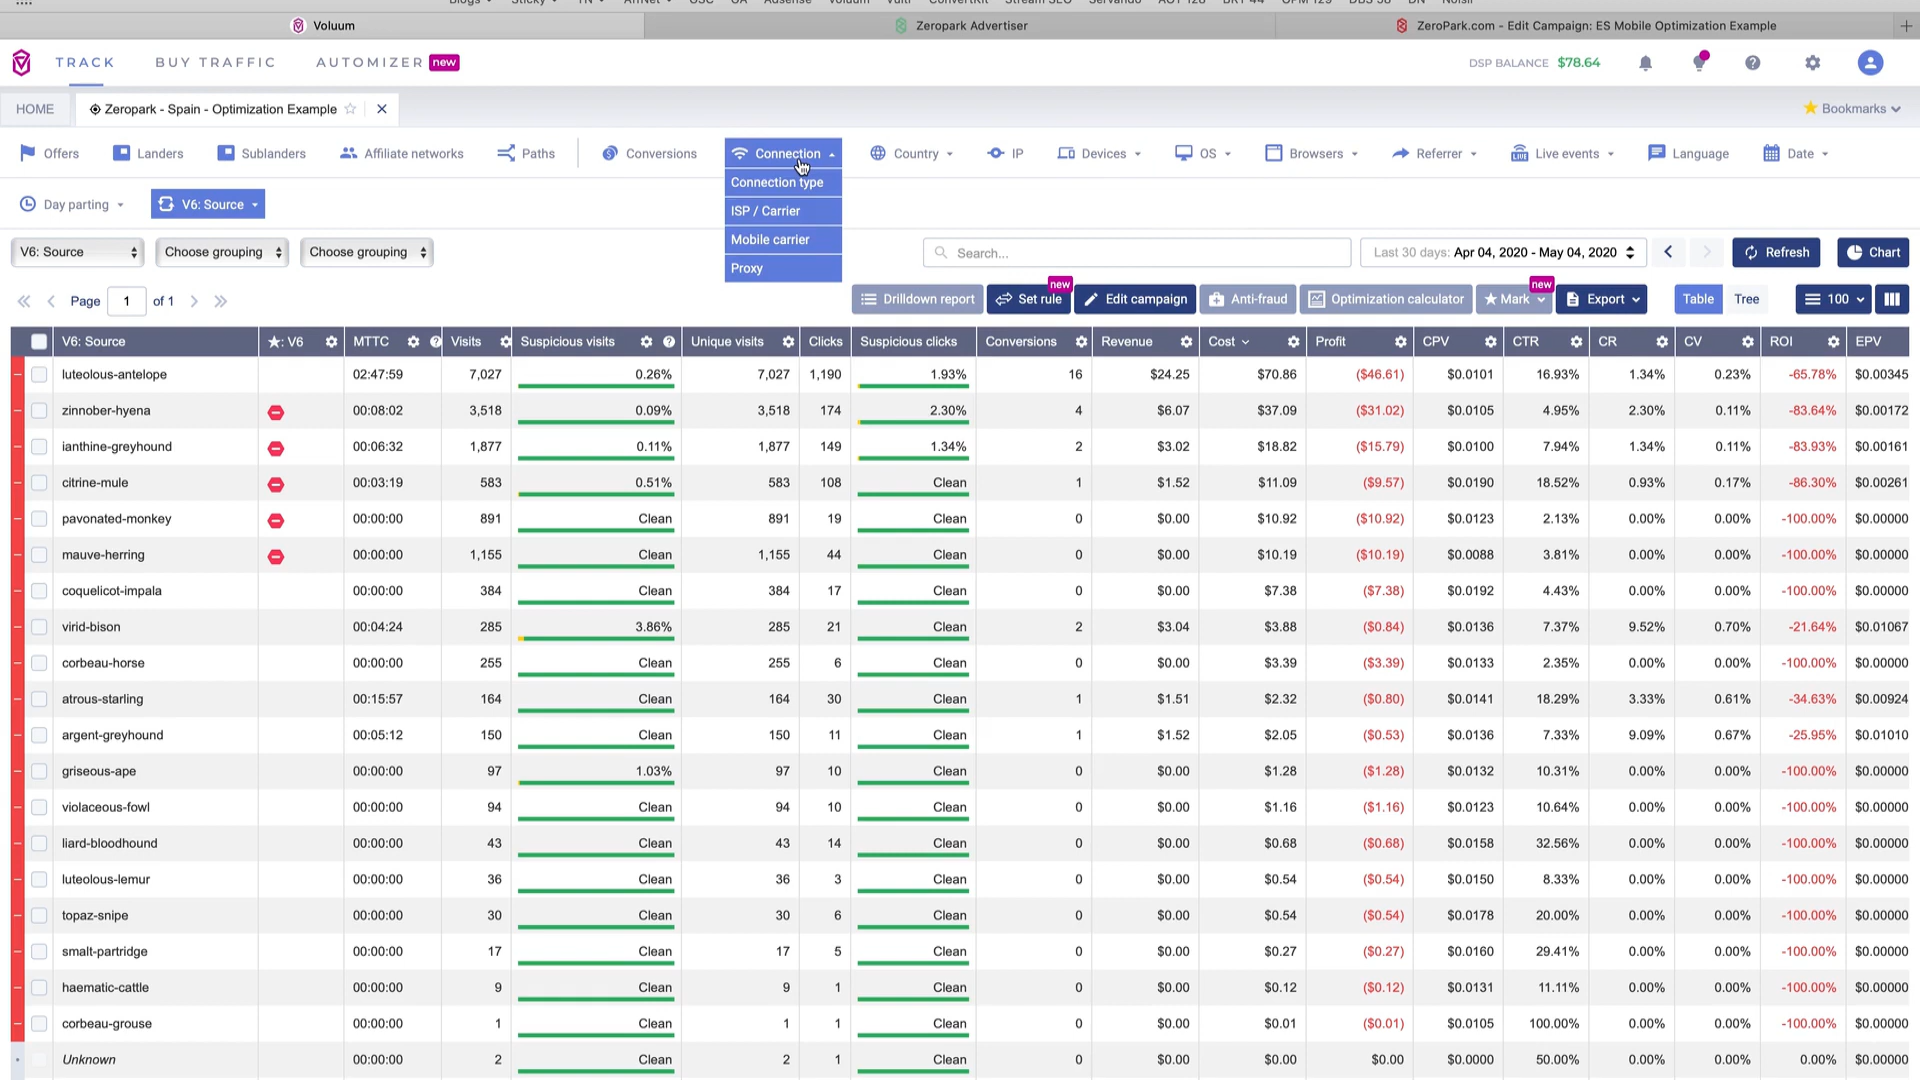 Blogs Sticky TN AffNet OSC OA Adsense Voluum Vultr ConvertKit Stream SEO Servando
Voluum
Zeropark Advertiser
ZeroPark.com - Edit Campaign: ES Mobile Optimization Example
TRACK BUY TRAFFIC AUTOMIZER new
DSP BALANCE $78.64
HOME
Zeropark - Spain - Optimization Example
Bookmarks
Offers Landers Sublanders Affiliate networks Paths Conversions Connection Country IP Devices OS Browsers Referrer Live events Language Date
Connection type
ISP / Carrier
Mobile carrier
Proxy
Day parting V6: Source
V6: Source Choose grouping Choose grouping
Search... Last 30 days: Apr 04, 2020 - May 04, 2020 Refresh Chart
Page 1 of 1
Drilldown report Set rule new Edit campaign Anti-fraud Optimization calculator Mark new Export Table Tree 100
V6: Source : V6 MTTC Visits Suspicious visits Unique visits Clicks Suspicious clicks Conversions Revenue Cost Profit CPV CTR CR CV ROI EPV
luteolous-antelope 02:47:59 7,027 0.26% 7,027 1,190 1.93% 16 $24.25 $70.86 ($46.61) $0.0101 16.93% 1.34% 0.23% -65.78% $0.00345
zinnober-hyena 00:08:02 3,518 0.09% 3,518 174 2.30% 4 $6.07 $37.09 ($31.02) $0.0105 4.95% 2.30% 0.11% -83.64% $0.00172
ianthine-greyhound 00:06:32 1,877 0.11% 1,877 149 1.34% 2 $3.02 $18.82 ($15.79) $0.0100 7.94% 1.34% 0.11% -83.93% $0.00161
citrine-mule 00:03:19 583 0.51% 583 108 Clean 1 $1.52 $11.09 ($9.57) $0.0190 18.52% 0.93% 0.17% -86.30% $0.00261
pavonated-monkey 00:00:00 891 Clean 891 19 Clean 0 $0.00 $10.92 ($10.92) $0.0123 2.13% 0.00% 0.00% -100.00% $0.00000
mauve-herring 00:00:00 1,155 Clean 1,155 44 Clean 0 $0.00 $10.19 ($10.19) $0.0088 3.81% 0.00% 0.00% -100.00% $0.00000
coquelicot-impala 00:00:00 384 Clean 384 17 Clean 0 $0.00 $7.38 ($7.38) $0.0192 4.43% 0.00% 0.00% -100.00% $0.00000
virid-bison 00:04:24 285 3.86% 285 21 Clean 2 $3.04 $3.88 ($0.84) $0.0136 7.37% 9.52% 0.70% -21.64% $0.01067
corbeau-horse 00:00:00 255 Clean 255 6 Clean 0 $0.00 $3.39 ($3.39) $0.0133 2.35% 0.00% 0.00% -100.00% $0.00000
atrous-starling 00:15:57 164 Clean 164 30 Clean 1 $1.51 $2.32 ($0.80) $0.0141 18.29% 3.33% 0.61% -34.63% $0.00924
argent-greyhound 00:05:12 150 Clean 150 11 Clean 1 $1.52 $2.05 ($0.53) $0.0136 7.33% 9.09% 0.67% -25.95% $0.01010
griseous-ape 00:00:00 97 1.03% 97 10 Clean 0 $0.00 $1.28 ($1.28) $0.0132 10.31% 0.00% 0.00% -100.00% $0.00000
violaceous-fowl 00:00:00 94 Clean 94 10 Clean 0 $0.00 $1.16 ($1.16) $0.0123 10.64% 0.00% 0.00% -100.00% $0.00000
liard-bloodhound 00:00:00 43 Clean 43 14 Clean 0 $0.00 $0.68 ($0.68) $0.0158 32.56% 0.00% 0.00% -100.00% $0.00000
luteolous-lemur 00:00:00 36 Clean 36 3 Clean 0 $0.00 $0.54 ($0.54) $0.0150 8.33% 0.00% 0.00% -100.00% $0.00000
topaz-snipe 00:00:00 30 Clean 30 6 Clean 0 $0.00 $0.54 ($0.54) $0.0178 20.00% 0.00% 0.00% -100.00% $0.00000
smalt-partridge 00:00:00 17 Clean 17 5 Clean 0 $0.00 $0.27 ($0.27) $0.0160 29.41% 0.00% 0.00% -100.00% $0.00000
haematic-cattle 00:00:00 9 Clean 9 1 Clean 0 $0.00 $0.12 ($0.12) $0.0131 11.11% 0.00% 0.00% -100.00% $0.00000
corbeau-grouse 00:00:00 1 Clean 1 1 Clean 0 $0.00 $0.01 ($0.01) $0.0105 100.00% 0.00% 0.00% -100.00% $0.00000
Unknown 00:00:00 2 Clean 2 1 Clean 0 $0.00 $0.00 $0.00 $0.0000 50.00% 0.00% 0.00% 0.00% $0.00000